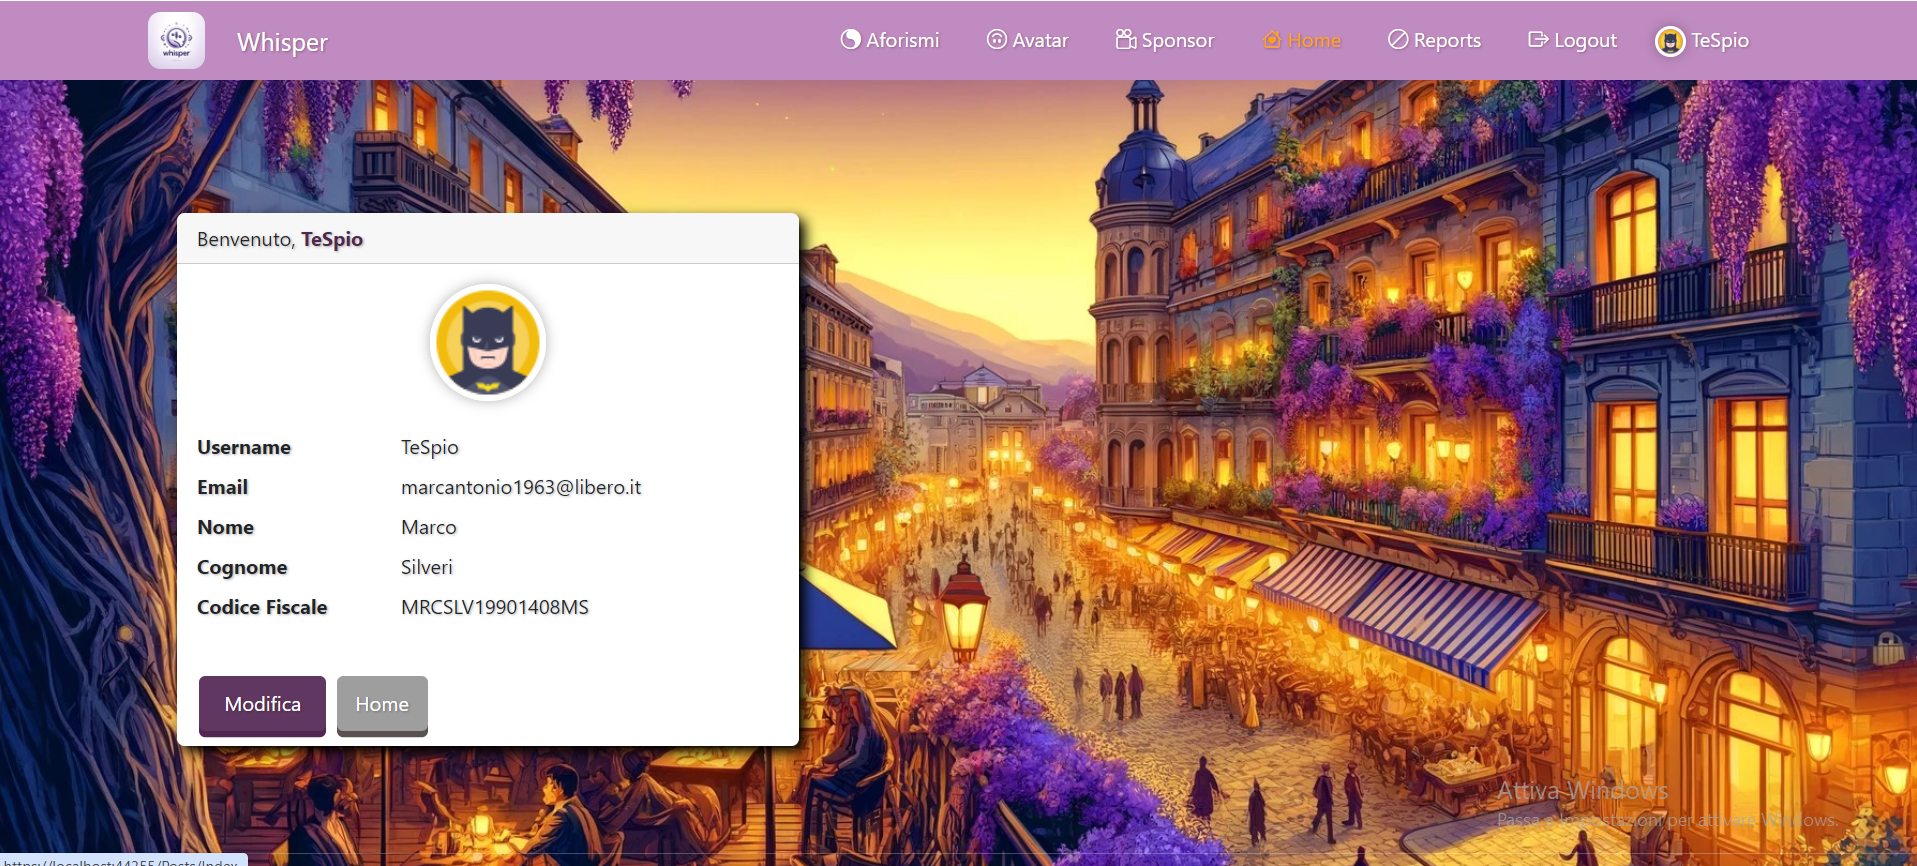 whisper
Whisper
Aforismi
Avatar
Sponsor
Home
Reports
Logout
TeSpio
Benvenuto, TeSpio
Username TeSpio
Email marcantonio1963@libero.it
Nome Marco
Cognome Silveri
Codice Fiscale MRCSLV19901408MS
Modifica
Home
Attiva Windows
Passa a Impostazioni per attivare Windows.
https://localhost:44255/Posts/Index